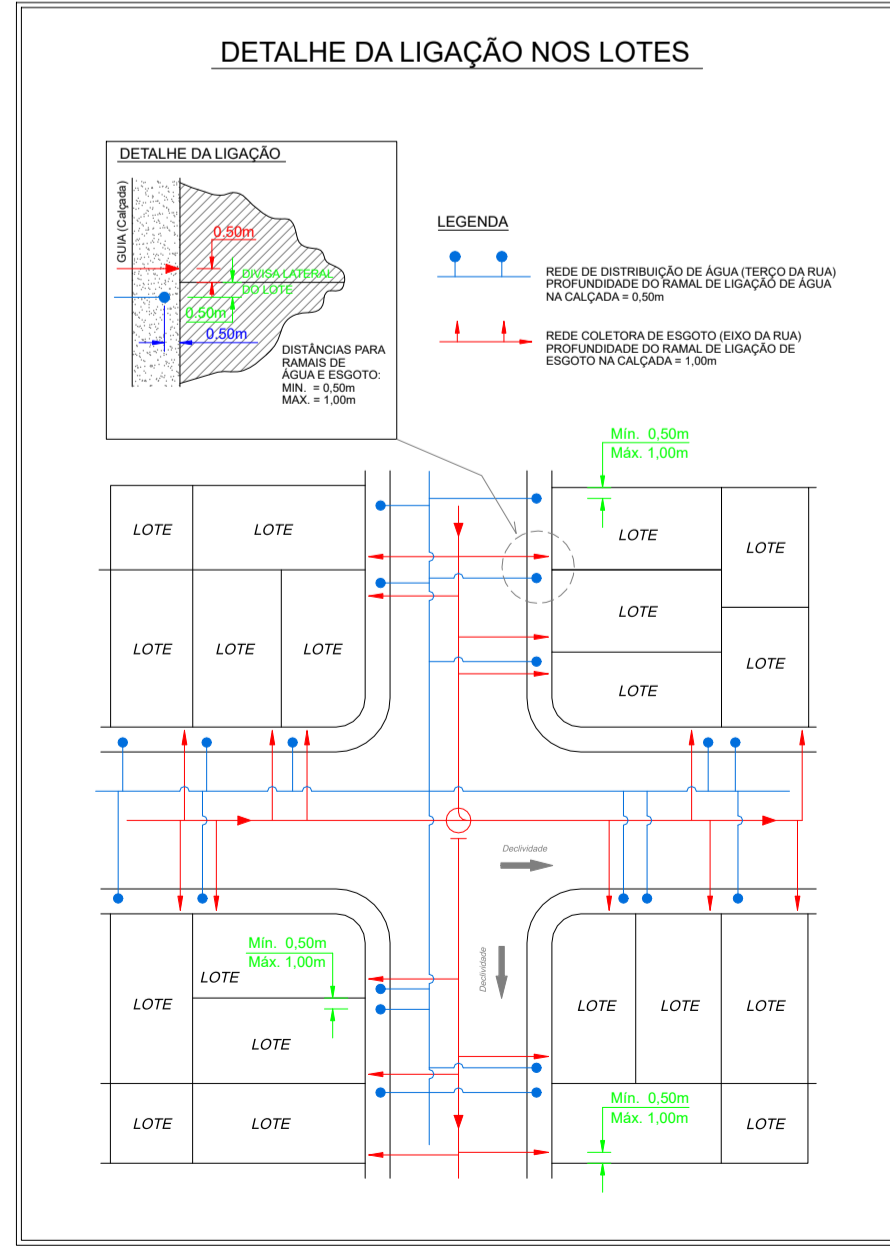 DETALHE DA LIGAÇÃO NOS LOTES
DETALHE DA LIGAÇÃO
GUIA (Calçada)
0,50m
DIVISA LATERAL
DO LOTE
0,50m
0,50m
DISTÂNCIAS PARA
RAMAIS DE
ÁGUA E ESGOTO:
MIN. = 0,50m
MAX. = 1,00m
LEGENDA
REDE DE DISTRIBUIÇÃO DE ÁGUA (TERÇO DA RUA)
PROFUNDIDADE DO RAMAL DE LIGAÇÃO DE ÁGUA
NA CALÇADA = 0,50m
REDE COLETORA DE ESGOTO (EIXO DA RUA)
PROFUNDIDADE DO RAMAL DE LIGAÇÃO DE
ESGOTO NA CALÇADA = 1,00m
Mín. 0,50m
Máx. 1,00m
LOTE
LOTE
LOTE
LOTE
LOTE
LOTE
LOTE
LOTE
LOTE
LOTE
Declividade
Declividade
Mín. 0,50m
Máx. 1,00m
LOTE
LOTE
LOTE
LOTE
LOTE
LOTE
LOTE
LOTE
Mín. 0,50m
Máx. 1,00m
LOTE